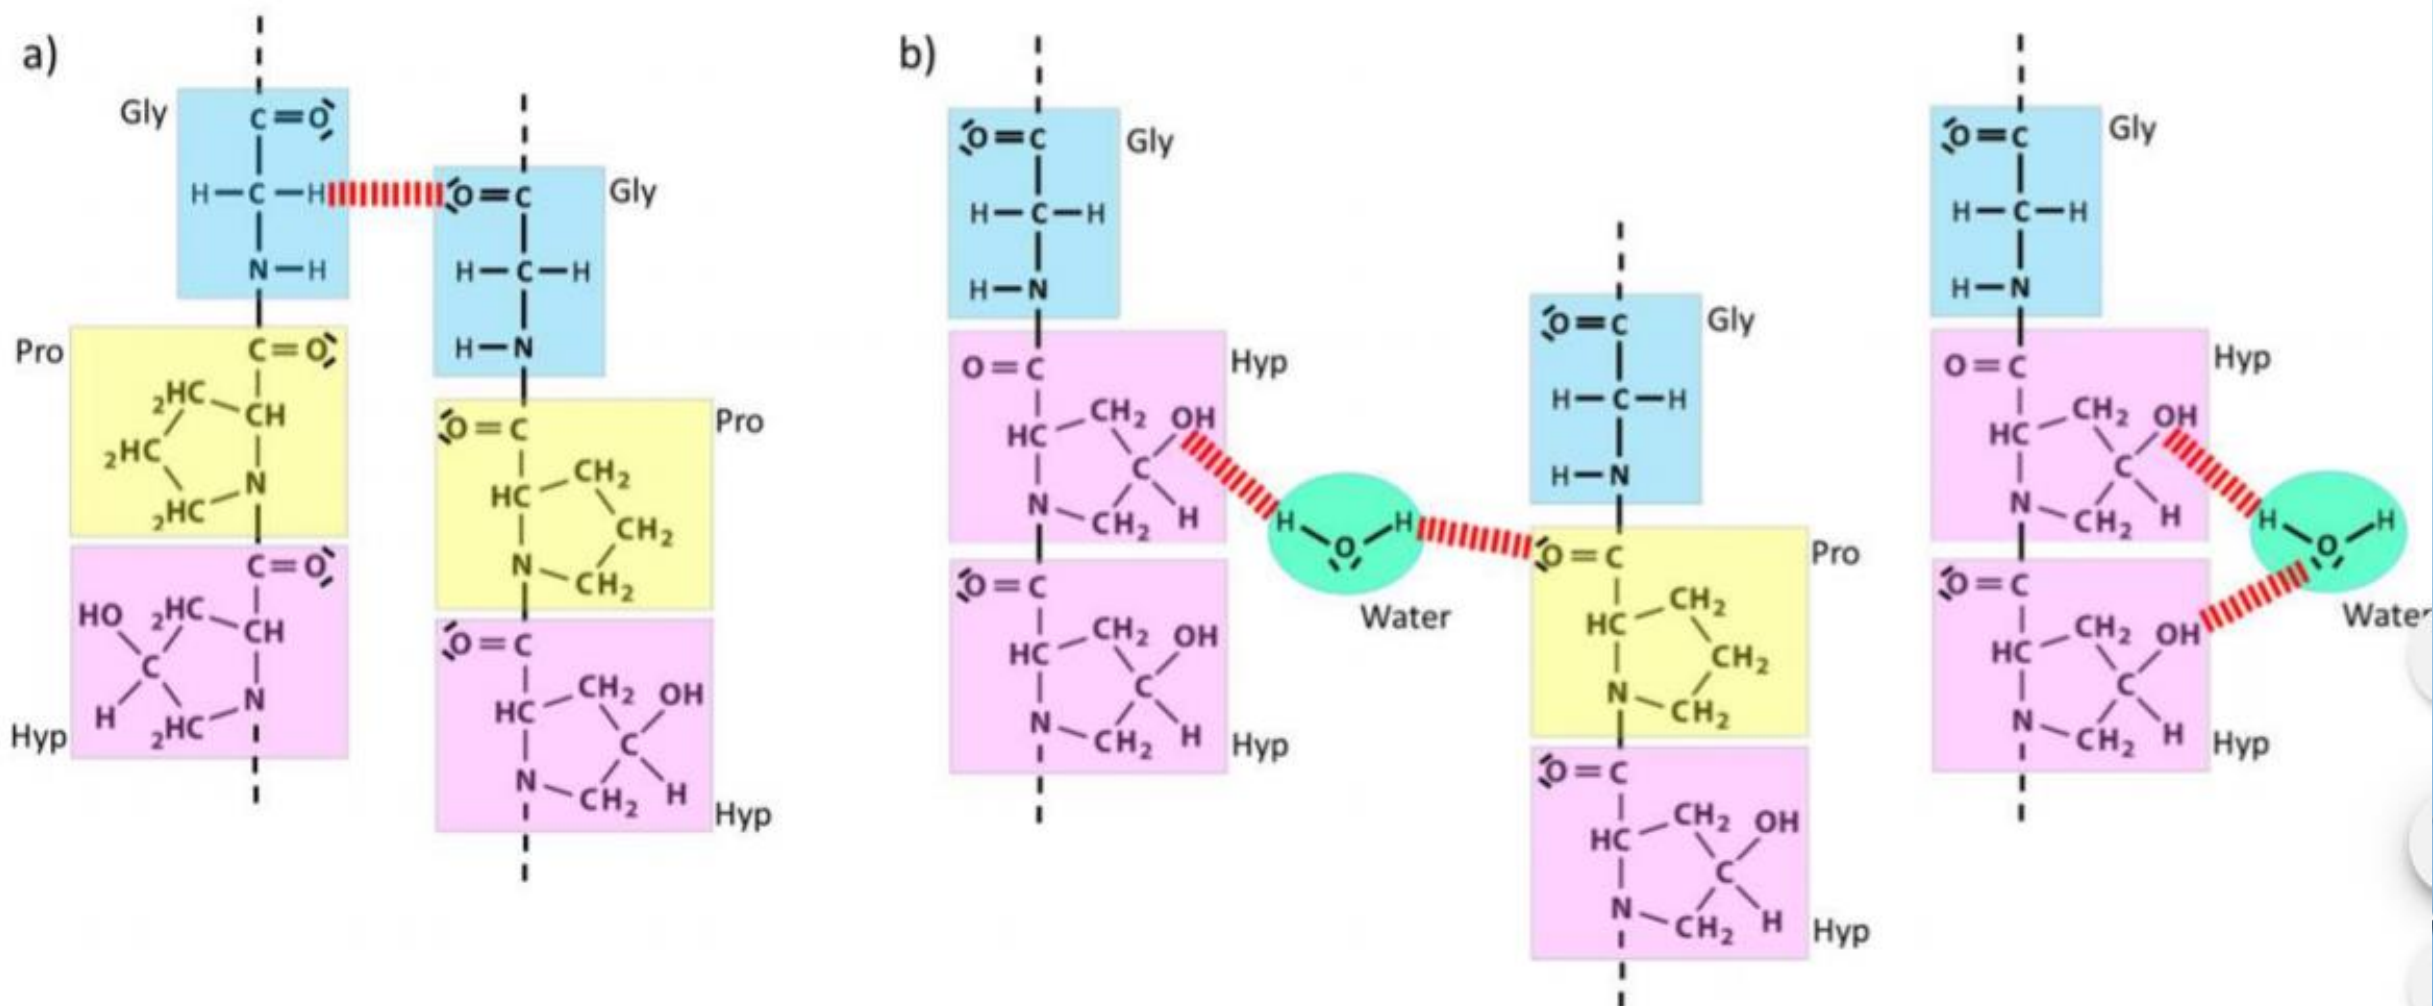 a)
Gly
C=O
H-C-H
N-H
Pro
C=O
2HC
CH
2HC
N
2HC
C=O
HO
2HC
CH
C
N
H
2HC
Hyp
O=C
Gly
H-C-H
H-N
O=C
Pro
CH2
HC
CH2
N
CH2
O=C
CH2
OH
HC
C
N
CH2
H
Hyp
b)
O=C
Gly
H-C-H
H-N
O=C
Hyp
CH2
OH
HC
C
N
CH2
H
O=C
CH2
OH
HC
C
N
CH2
H
Hyp
H
H
O
Water
O=C
Gly
H-C-H
H-N
O=C
Pro
CH2
HC
CH2
N
CH2
O=C
CH2
OH
HC
C
N
CH2
H
Hyp
O=C
Gly
H-C-H
H-N
O=C
Hyp
CH2
OH
HC
C
N
CH2
H
O=C
CH2
OH
HC
C
N
CH2
H
Hyp
H
H
O
Water